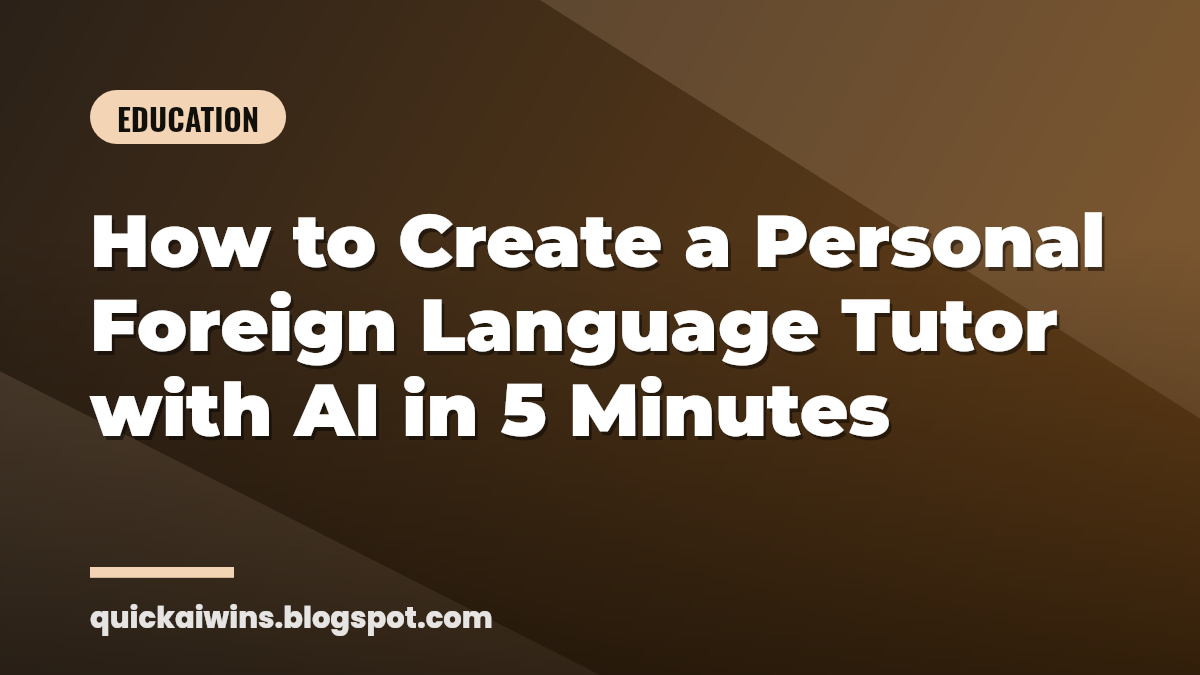 EDUCATION
How to Create a Personal
Foreign Language Tutor
with AI in 5 Minutes
quickaiwins.blogspot.com